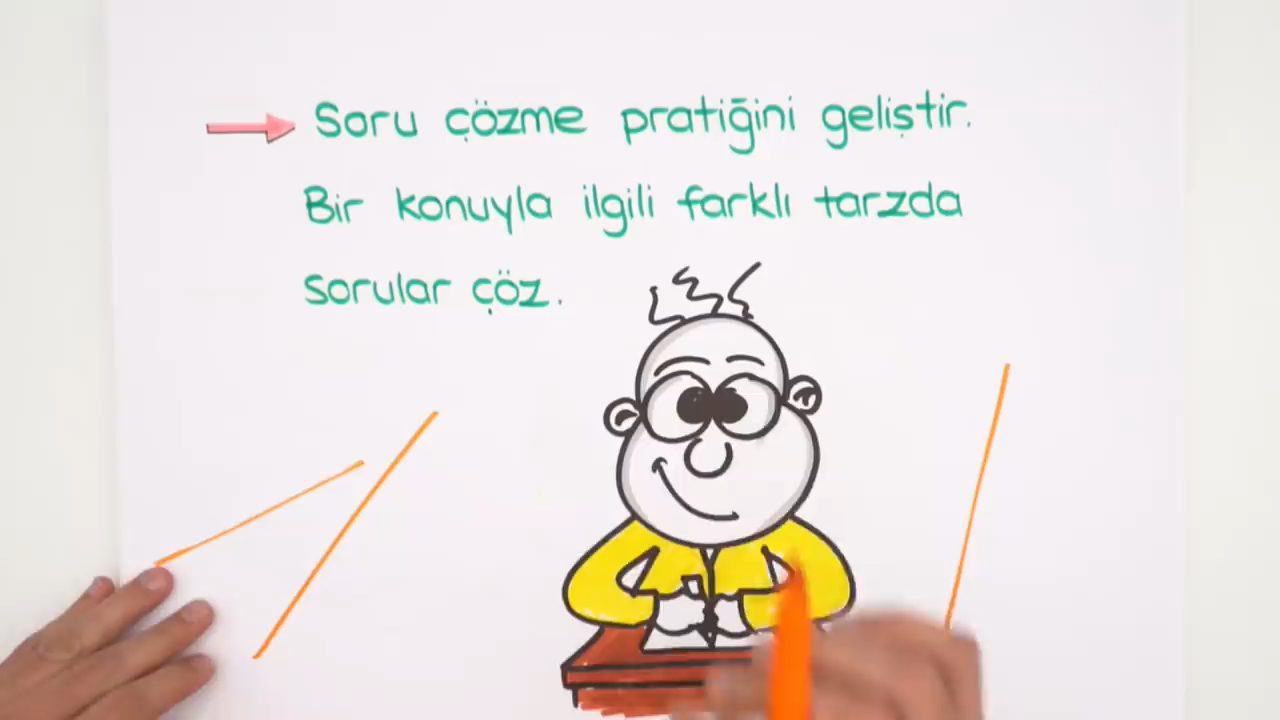 Soru çözme pratiğini geliştir.
Bir konuyla ilgili farklı tarzda
sorular çöz.